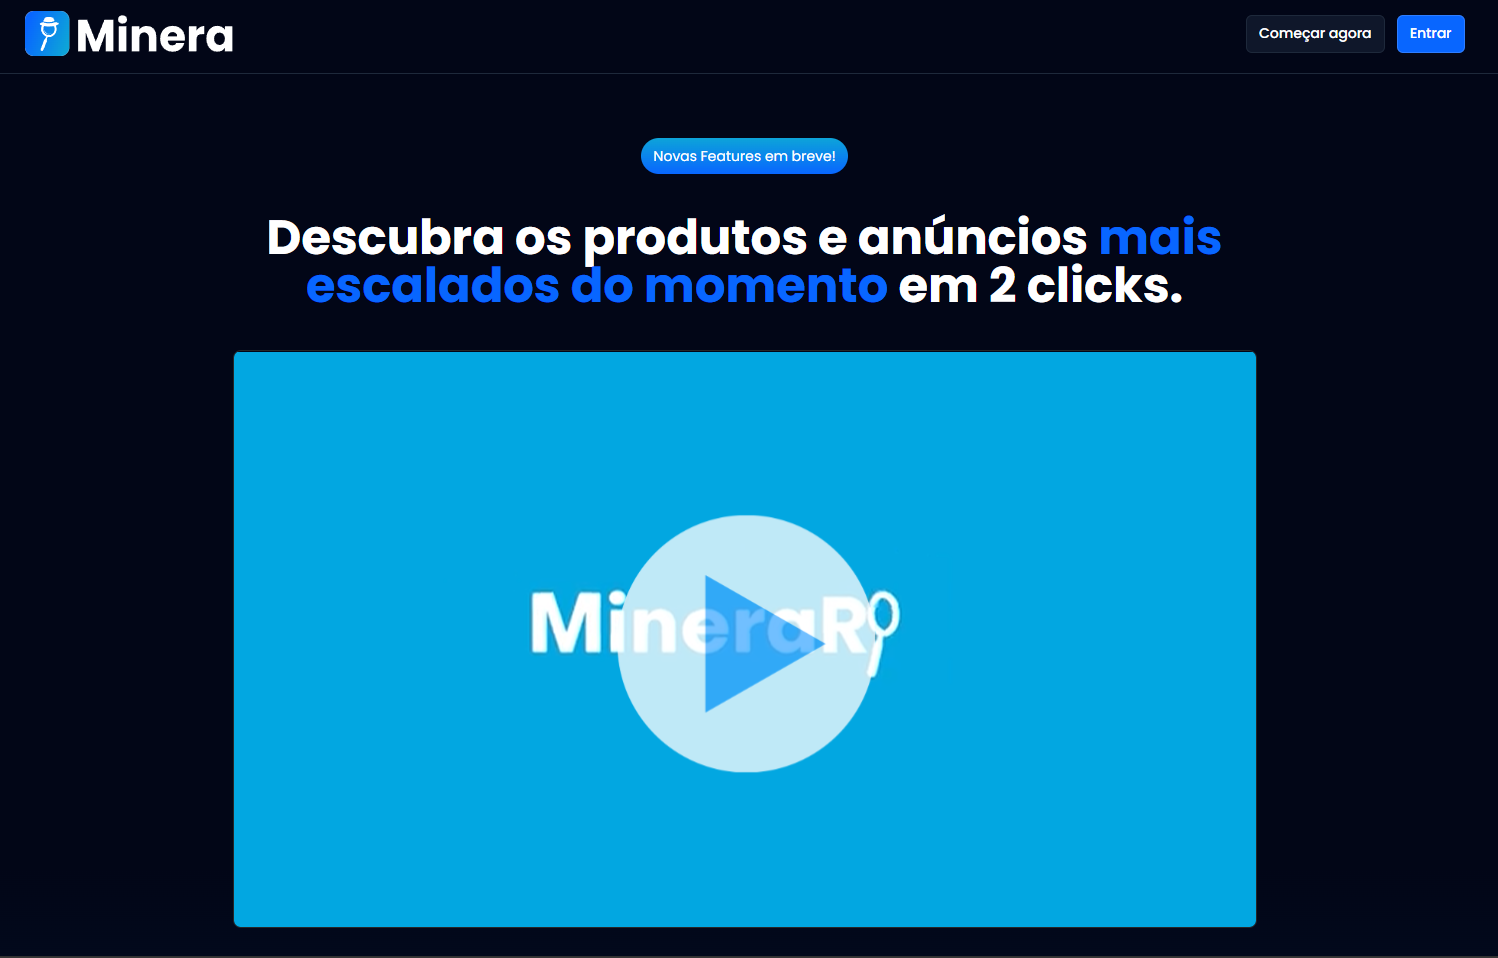 Minera
Começar agora
Entrar
Novas Features em breve!
Descubra os produtos e anúncios mais
escalados do momento em 2 clicks.
MineraR